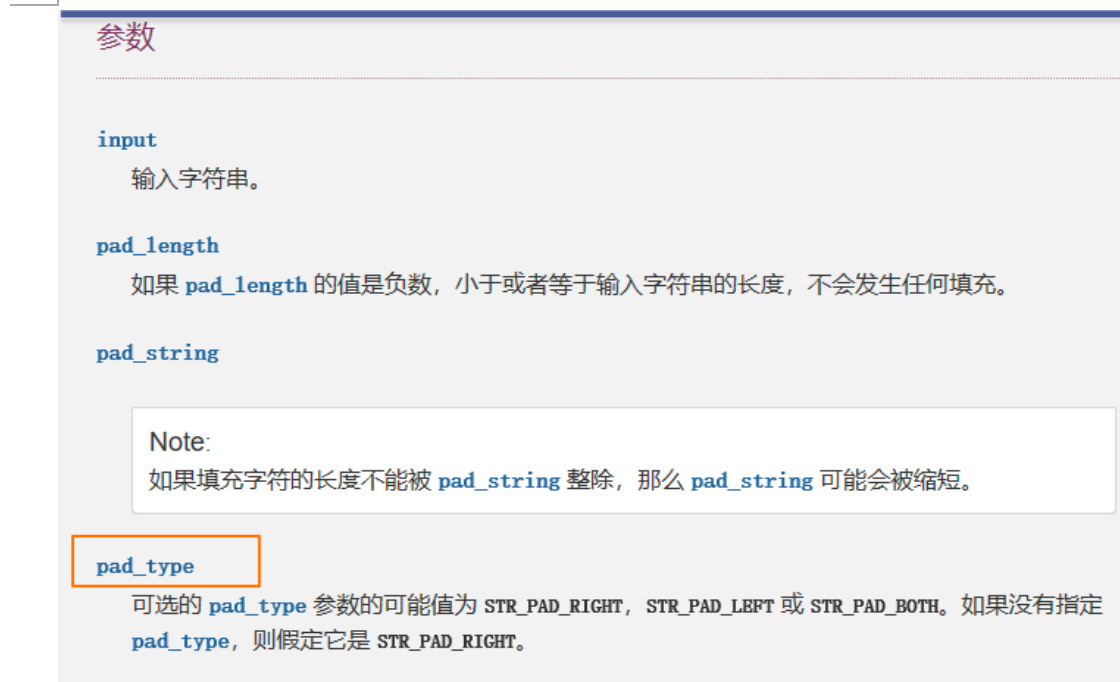 参数
input
输入字符串。
pad_length
如果 pad_length 的值是负数，小于或者等于输入字符串的长度，不会发生任何填充。
pad_string
Note:
如果填充字符的长度不能被 pad_string 整除，那么 pad_string 可能会被缩短。
pad_type
可选的 pad_type 参数的可能值为 STR_PAD_RIGHT，STR_PAD_LEFT 或 STR_PAD_BOTH。如果没有指定
pad_type，则假定它是 STR_PAD_RIGHT。